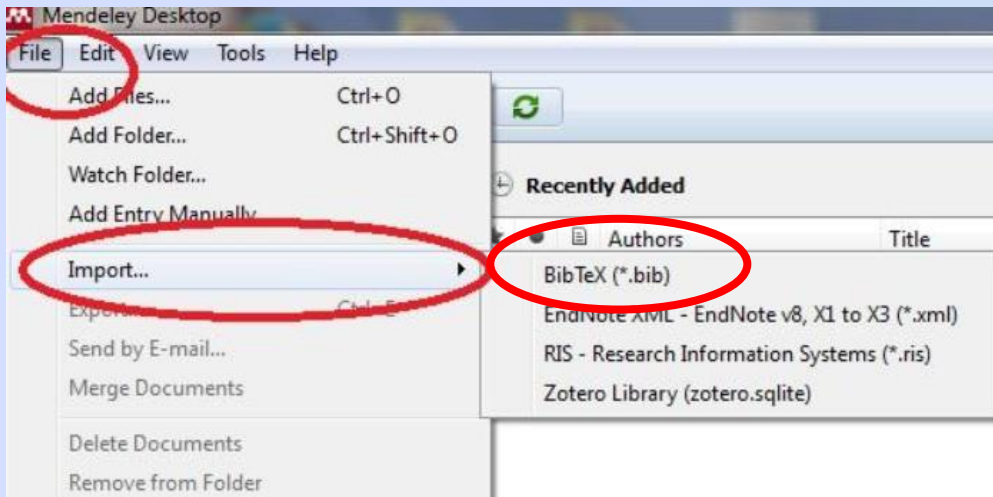 Mendeley Desktop
File Edit View Tools Help
Add Files... Ctrl+O
Add Folder... Ctrl+Shift+O
Watch Folder...
Recently Added
Add Entry Manually
Authors Title
Import...
BibTeX (*.bib)
Export Ctrl+E
EndNote XML - EndNote v8, X1 to X3 (*.xml)
Send by E-mail...
RIS - Research Information Systems (*.ris)
Merge Documents
Zotero Library (zotero.sqlite)
Delete Documents
Remove from Folder